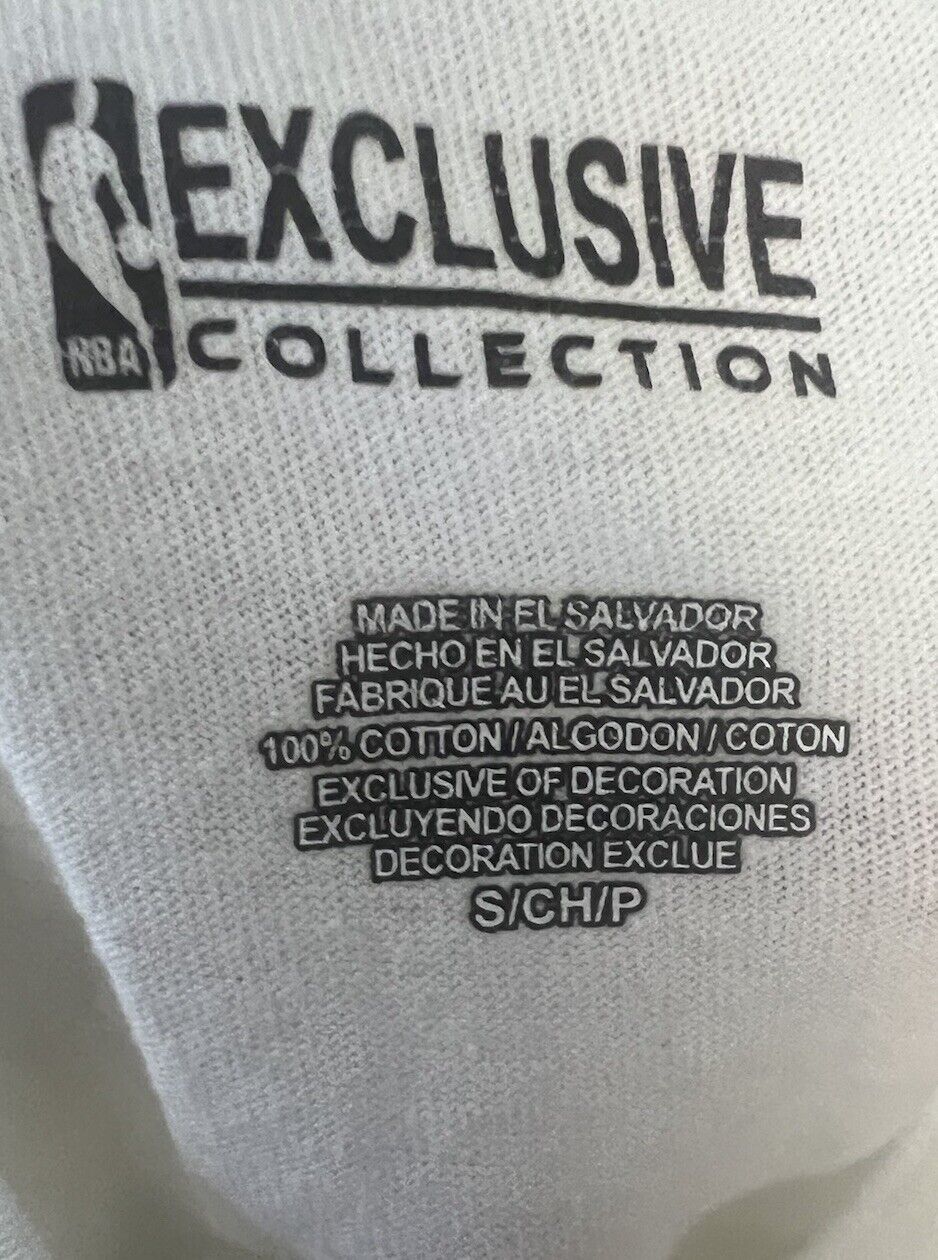 NBA
EXCLUSIVE
COLLECTION
MADE IN EL SALVADOR
HECHO EN EL SALVADOR
FABRIQUE AU EL SALVADOR
100% COTTON / ALGODON / COTON
EXCLUSIVE OF DECORATION
EXCLUYENDO DECORACIONES
DECORATION EXCLUE
S/CH/P